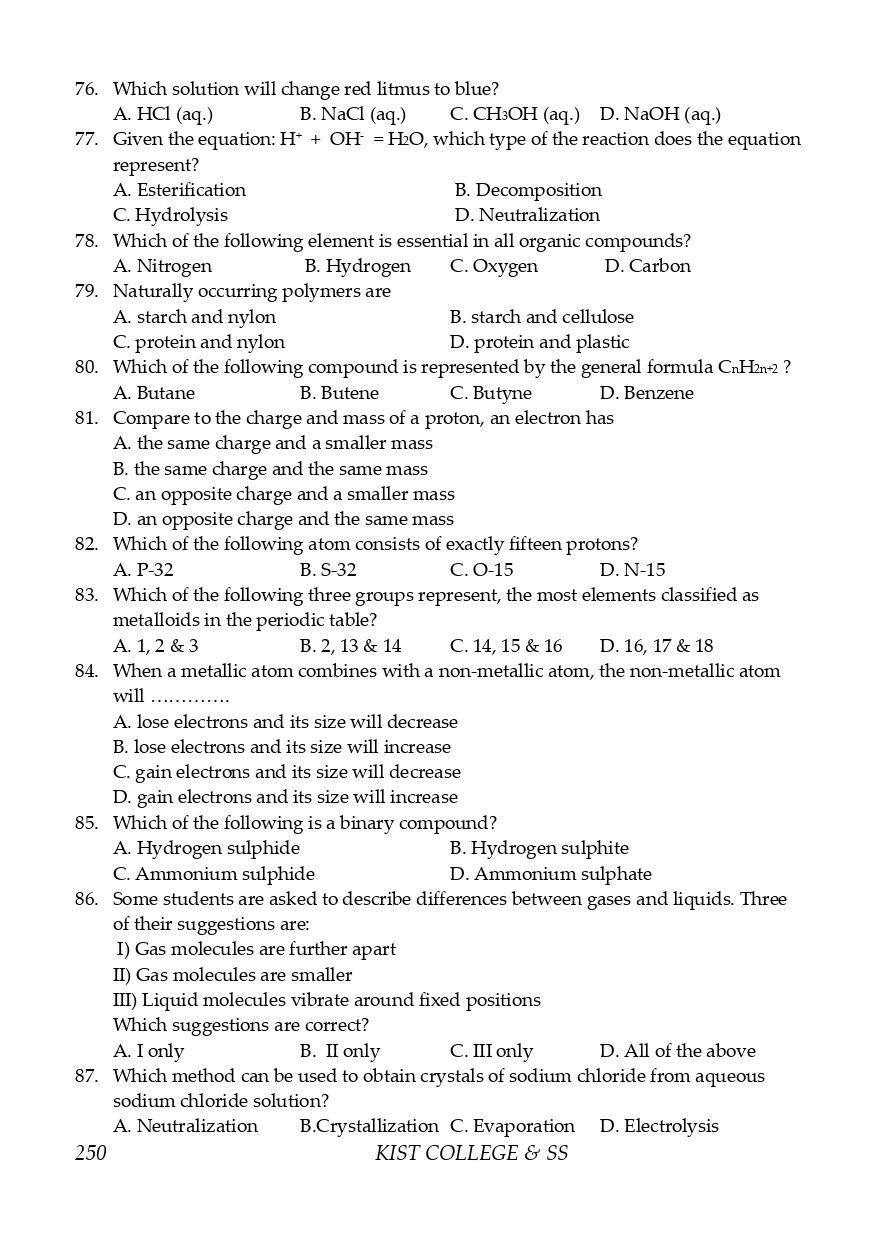 76. Which solution will change red litmus to blue?
A. HCl (aq.) B. NaCl (aq.) C. CH3OH (aq.) D. NaOH (aq.)
77. Given the equation: H⁺ + OH⁻ = H2O, which type of the reaction does the equation
represent?
A. Esterification B. Decomposition
C. Hydrolysis D. Neutralization
78. Which of the following element is essential in all organic compounds?
A. Nitrogen B. Hydrogen C. Oxygen D. Carbon
79. Naturally occurring polymers are
A. starch and nylon B. starch and cellulose
C. protein and nylon D. protein and plastic
80. Which of the following compound is represented by the general formula CnH2n+2 ?
A. Butane B. Butene C. Butyne D. Benzene
81. Compare to the charge and mass of a proton, an electron has
A. the same charge and a smaller mass
B. the same charge and the same mass
C. an opposite charge and a smaller mass
D. an opposite charge and the same mass
82. Which of the following atom consists of exactly fifteen protons?
A. P-32 B. S-32 C. O-15 D. N-15
83. Which of the following three groups represent, the most elements classified as
metalloids in the periodic table?
A. 1, 2 & 3 B. 2, 13 & 14 C. 14, 15 & 16 D. 16, 17 & 18
84. When a metallic atom combines with a non-metallic atom, the non-metallic atom
will ………….
A. lose electrons and its size will decrease
B. lose electrons and its size will increase
C. gain electrons and its size will decrease
D. gain electrons and its size will increase
85. Which of the following is a binary compound?
A. Hydrogen sulphide B. Hydrogen sulphite
C. Ammonium sulphide D. Ammonium sulphate
86. Some students are asked to describe differences between gases and liquids. Three
of their suggestions are:
I) Gas molecules are further apart
II) Gas molecules are smaller
III) Liquid molecules vibrate around fixed positions
Which suggestions are correct?
A. I only B. II only C. III only D. All of the above
87. Which method can be used to obtain crystals of sodium chloride from aqueous
sodium chloride solution?
A. Neutralization B.Crystallization C. Evaporation D. Electrolysis
250 KIST COLLEGE & SS